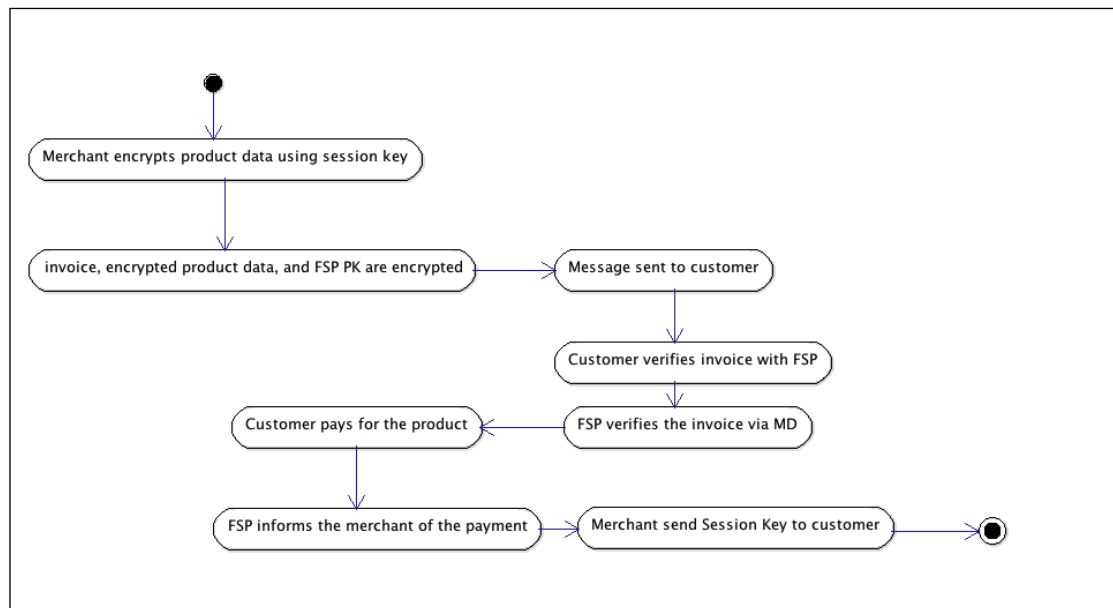 Merchant encrypts product data using session key
invoice, encrypted product data, and FSP PK are encrypted
Message sent to customer
Customer verifies invoice with FSP
FSP verifies the invoice via MD
Customer pays for the product
FSP informs the merchant of the payment
Merchant send Session Key to customer